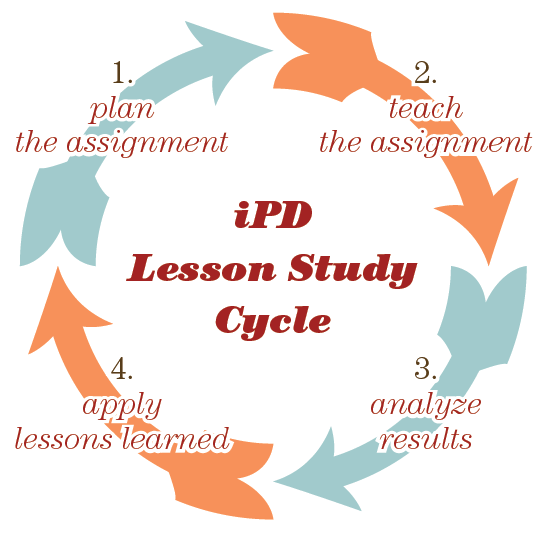 1.
plan
the assignment
2.
teach
the assignment
iPD
Lesson Study
Cycle
3.
analyze
results
4.
apply
lessons learned